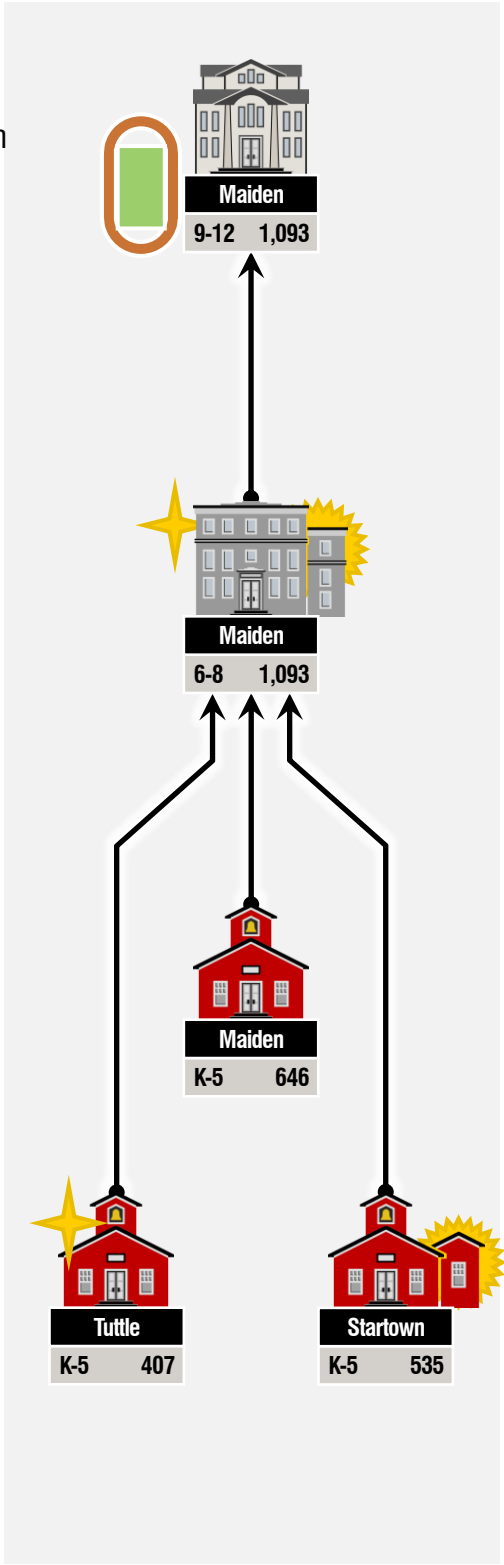 Maiden
9-12 1,093
Maiden
6-8 1,093
Maiden
K-5 646
Tuttle
K-5 407
Startown
K-5 535